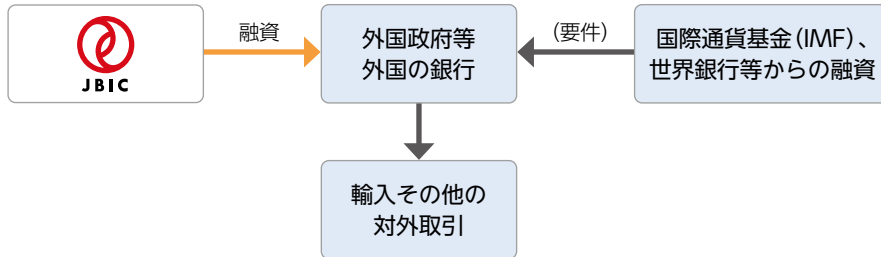 JBIC
融資
外国政府等
外国の銀行
(要件)
国際通貨基金(IMF)、
世界銀行等からの融資
輸入その他の
対外取引